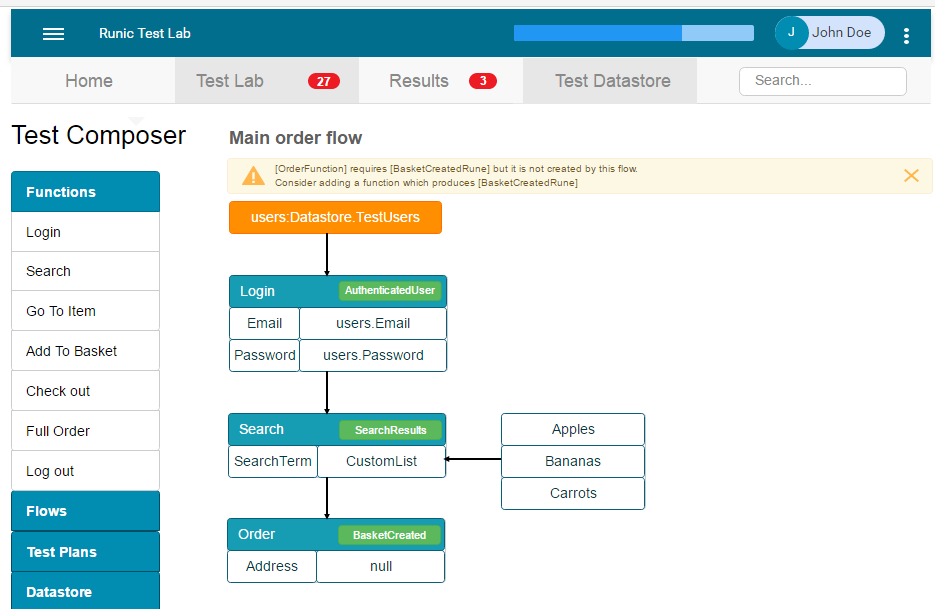 Runic Test Lab
J John Doe
Home Test Lab 27 Results 3 Test Datastore Search...
Test Composer
Main order flow
[OrderFunction] requires [BasketCreatedRune] but it is not created by this flow.
Consider adding a function which produces [BasketCreatedRune]
Functions
Login
Search
Go To Item
Add To Basket
Check out
Full Order
Log out
Flows
Test Plans
Datastore
users:Datastore.TestUsers
Login AuthenticatedUser
Email users.Email
Password users.Password
Search SearchResults
SearchTerm CustomList
Apples
Bananas
Carrots
Order BasketCreated
Address null